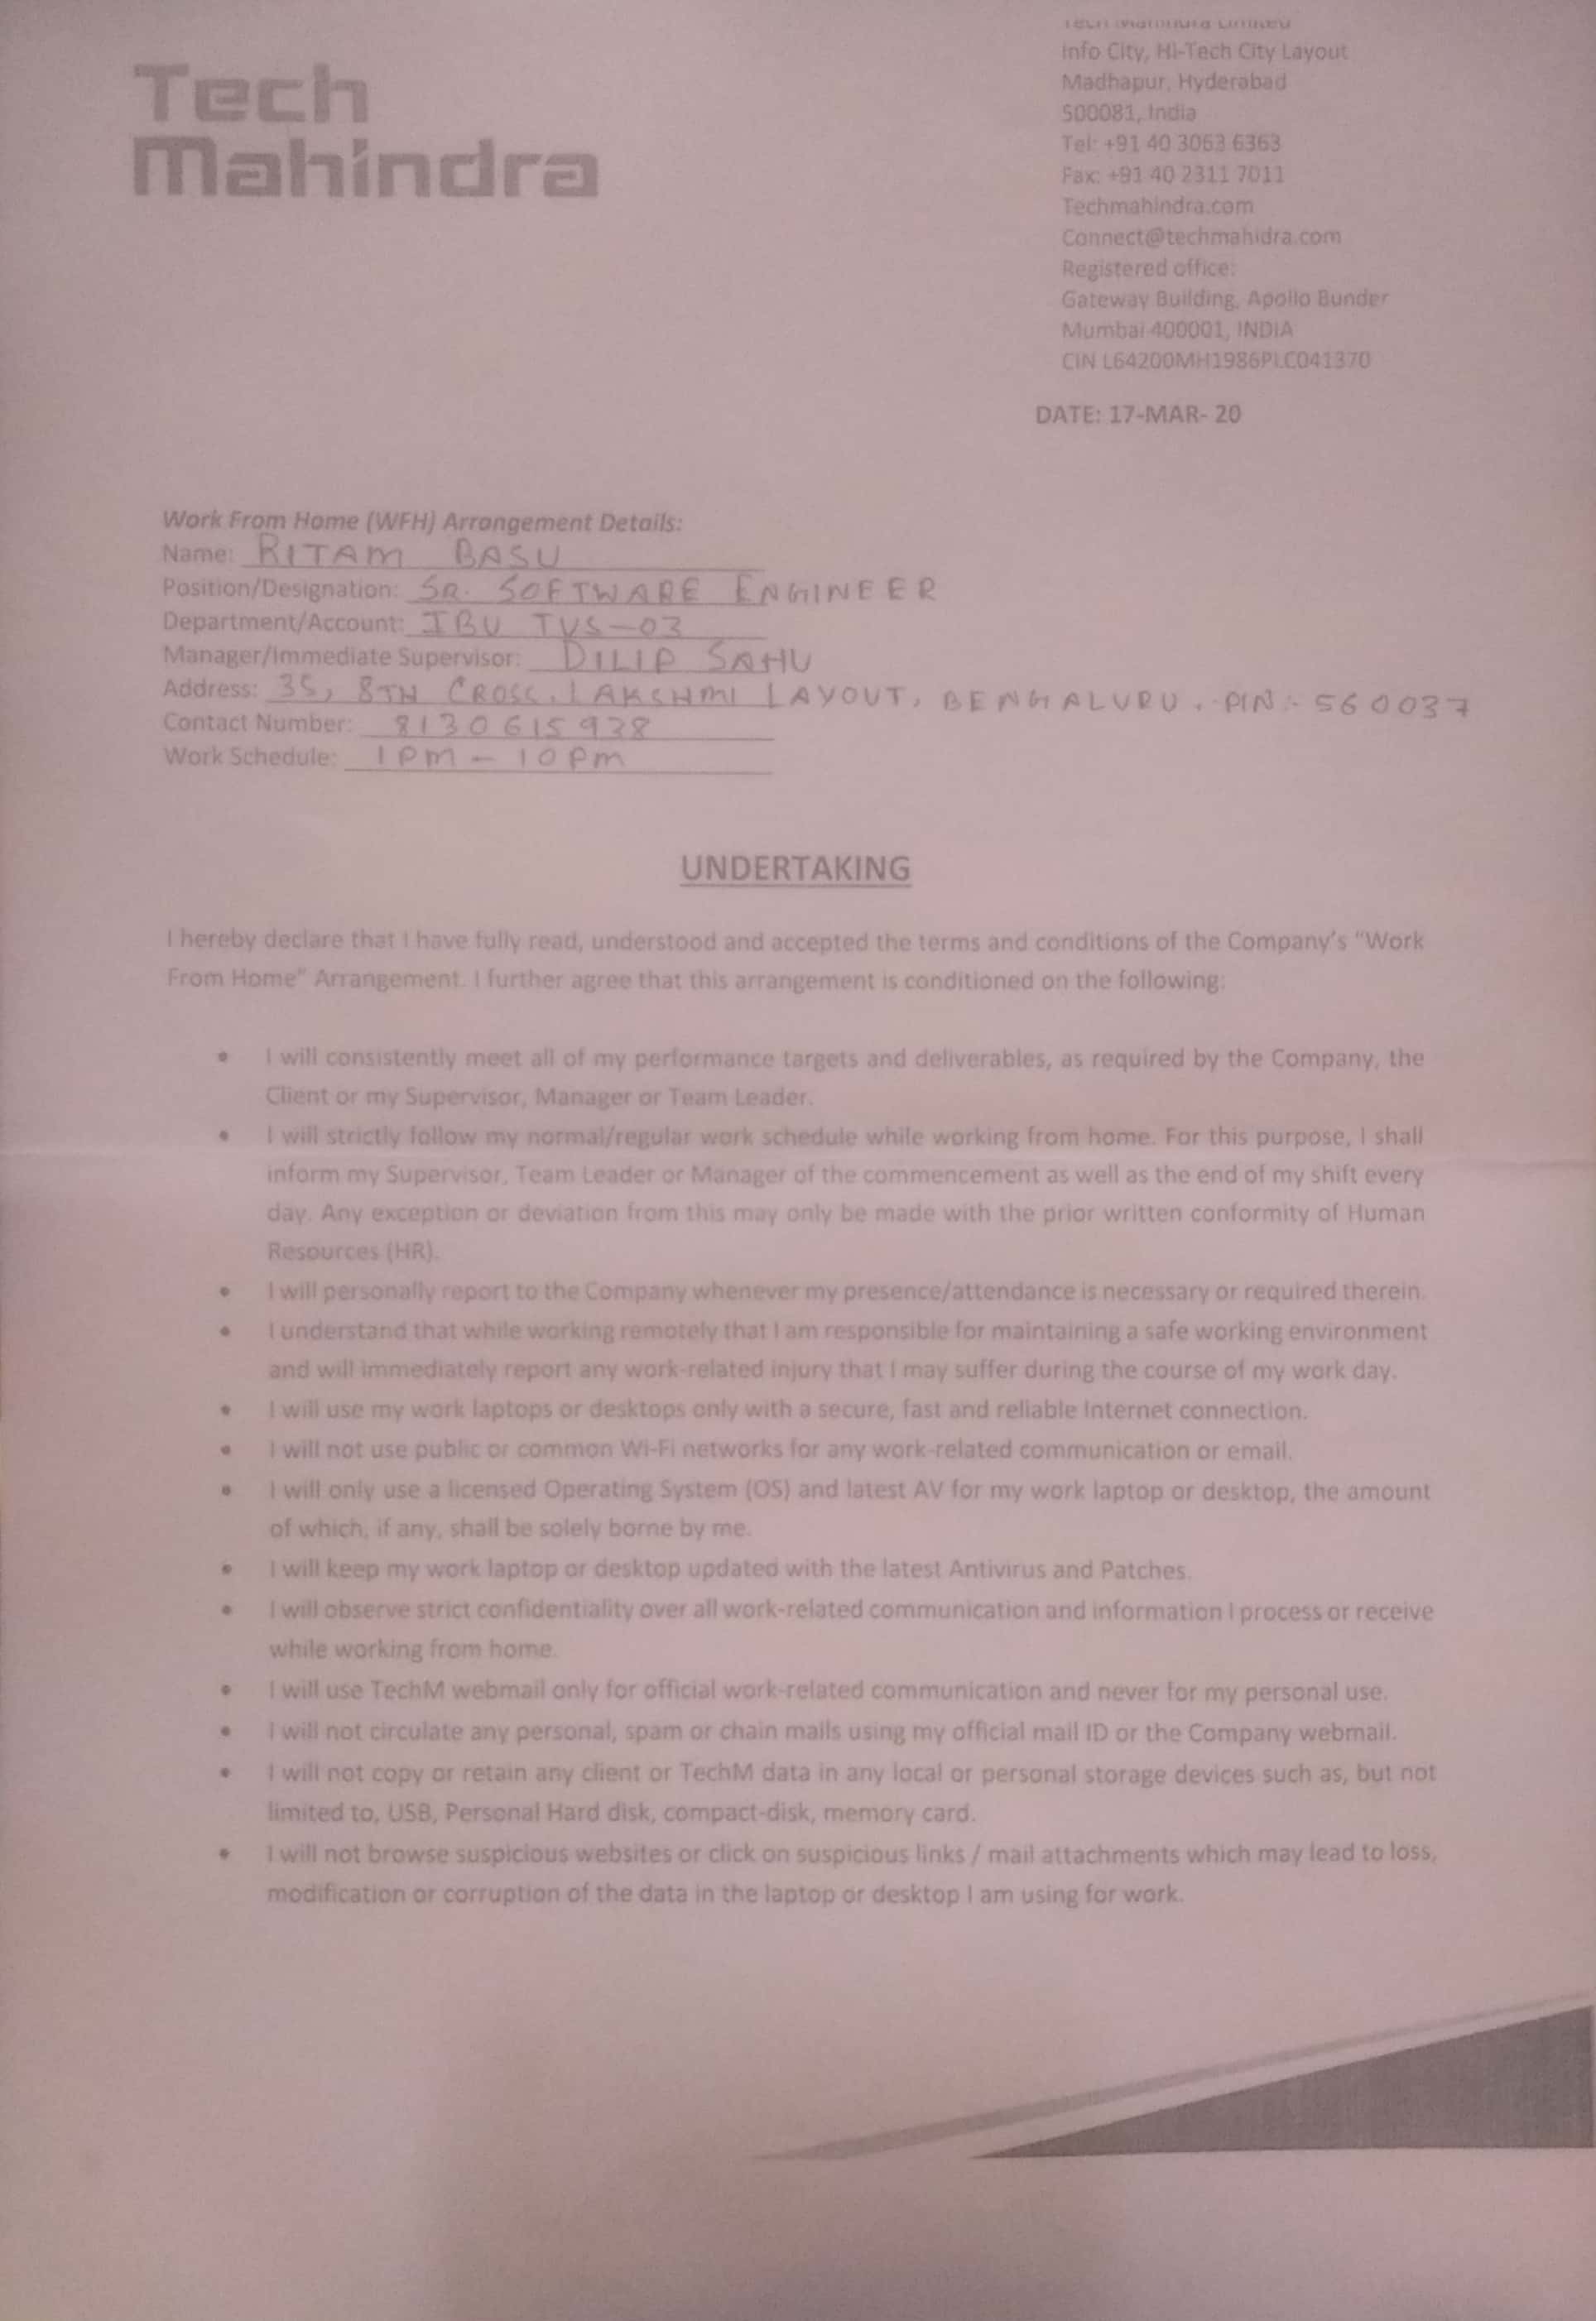 Tech
Mahindra
Tech Mahindra Limited
Info City, Hi-Tech City Layout
Madhapur, Hyderabad
500081, India
Tel: +91 40 3063 6363
Fax: +91 40 2311 7011
Techmahindra.com
Connect@techmahidra.com
Registered office:
Gateway Building, Apollo Bunder
Mumbai 400001, INDIA
CIN L64200MH1986PLC041370
DATE: 17-MAR- 20
Work From Home (WFH) Arrangement Details:
Name: RITAM BASU
Position/Designation: SR. SOFTWARE ENGINEER
Department/Account: IBU TVS-03
Manager/Immediate Supervisor: DILIP SAHU
Address: 35, 8TH CROSS, LAKSHMI LAYOUT, BENGALURU. PIN:- 560037
Contact Number: 8130615938
Work Schedule: 1PM - 10PM
UNDERTAKING
I hereby declare that I have fully read, understood and accepted the terms and conditions of the Company's "Work
From Home" Arrangement. I further agree that this arrangement is conditioned on the following:
• I will consistently meet all of my performance targets and deliverables, as required by the Company, the
Client or my Supervisor, Manager or Team Leader.
• I will strictly follow my normal/regular work schedule while working from home. For this purpose, I shall
inform my Supervisor, Team Leader or Manager of the commencement as well as the end of my shift every
day. Any exception or deviation from this may only be made with the prior written conformity of Human
Resources (HR).
• I will personally report to the Company whenever my presence/attendance is necessary or required therein.
• I understand that while working remotely that I am responsible for maintaining a safe working environment
and will immediately report any work-related injury that I may suffer during the course of my work day.
• I will use my work laptops or desktops only with a secure, fast and reliable Internet connection.
• I will not use public or common Wi-Fi networks for any work-related communication or email.
• I will only use a licensed Operating System (OS) and latest AV for my work laptop or desktop, the amount
of which, if any, shall be solely borne by me.
• I will keep my work laptop or desktop updated with the latest Antivirus and Patches.
• I will observe strict confidentiality over all work-related communication and information I process or receive
while working from home.
• I will use TechM webmail only for official work-related communication and never for my personal use.
• I will not circulate any personal, spam or chain mails using my official mail ID or the Company webmail.
• I will not copy or retain any client or TechM data in any local or personal storage devices such as, but not
limited to, USB, Personal Hard disk, compact-disk, memory card.
• I will not browse suspicious websites or click on suspicious links / mail attachments which may lead to loss,
modification or corruption of the data in the laptop or desktop I am using for work.